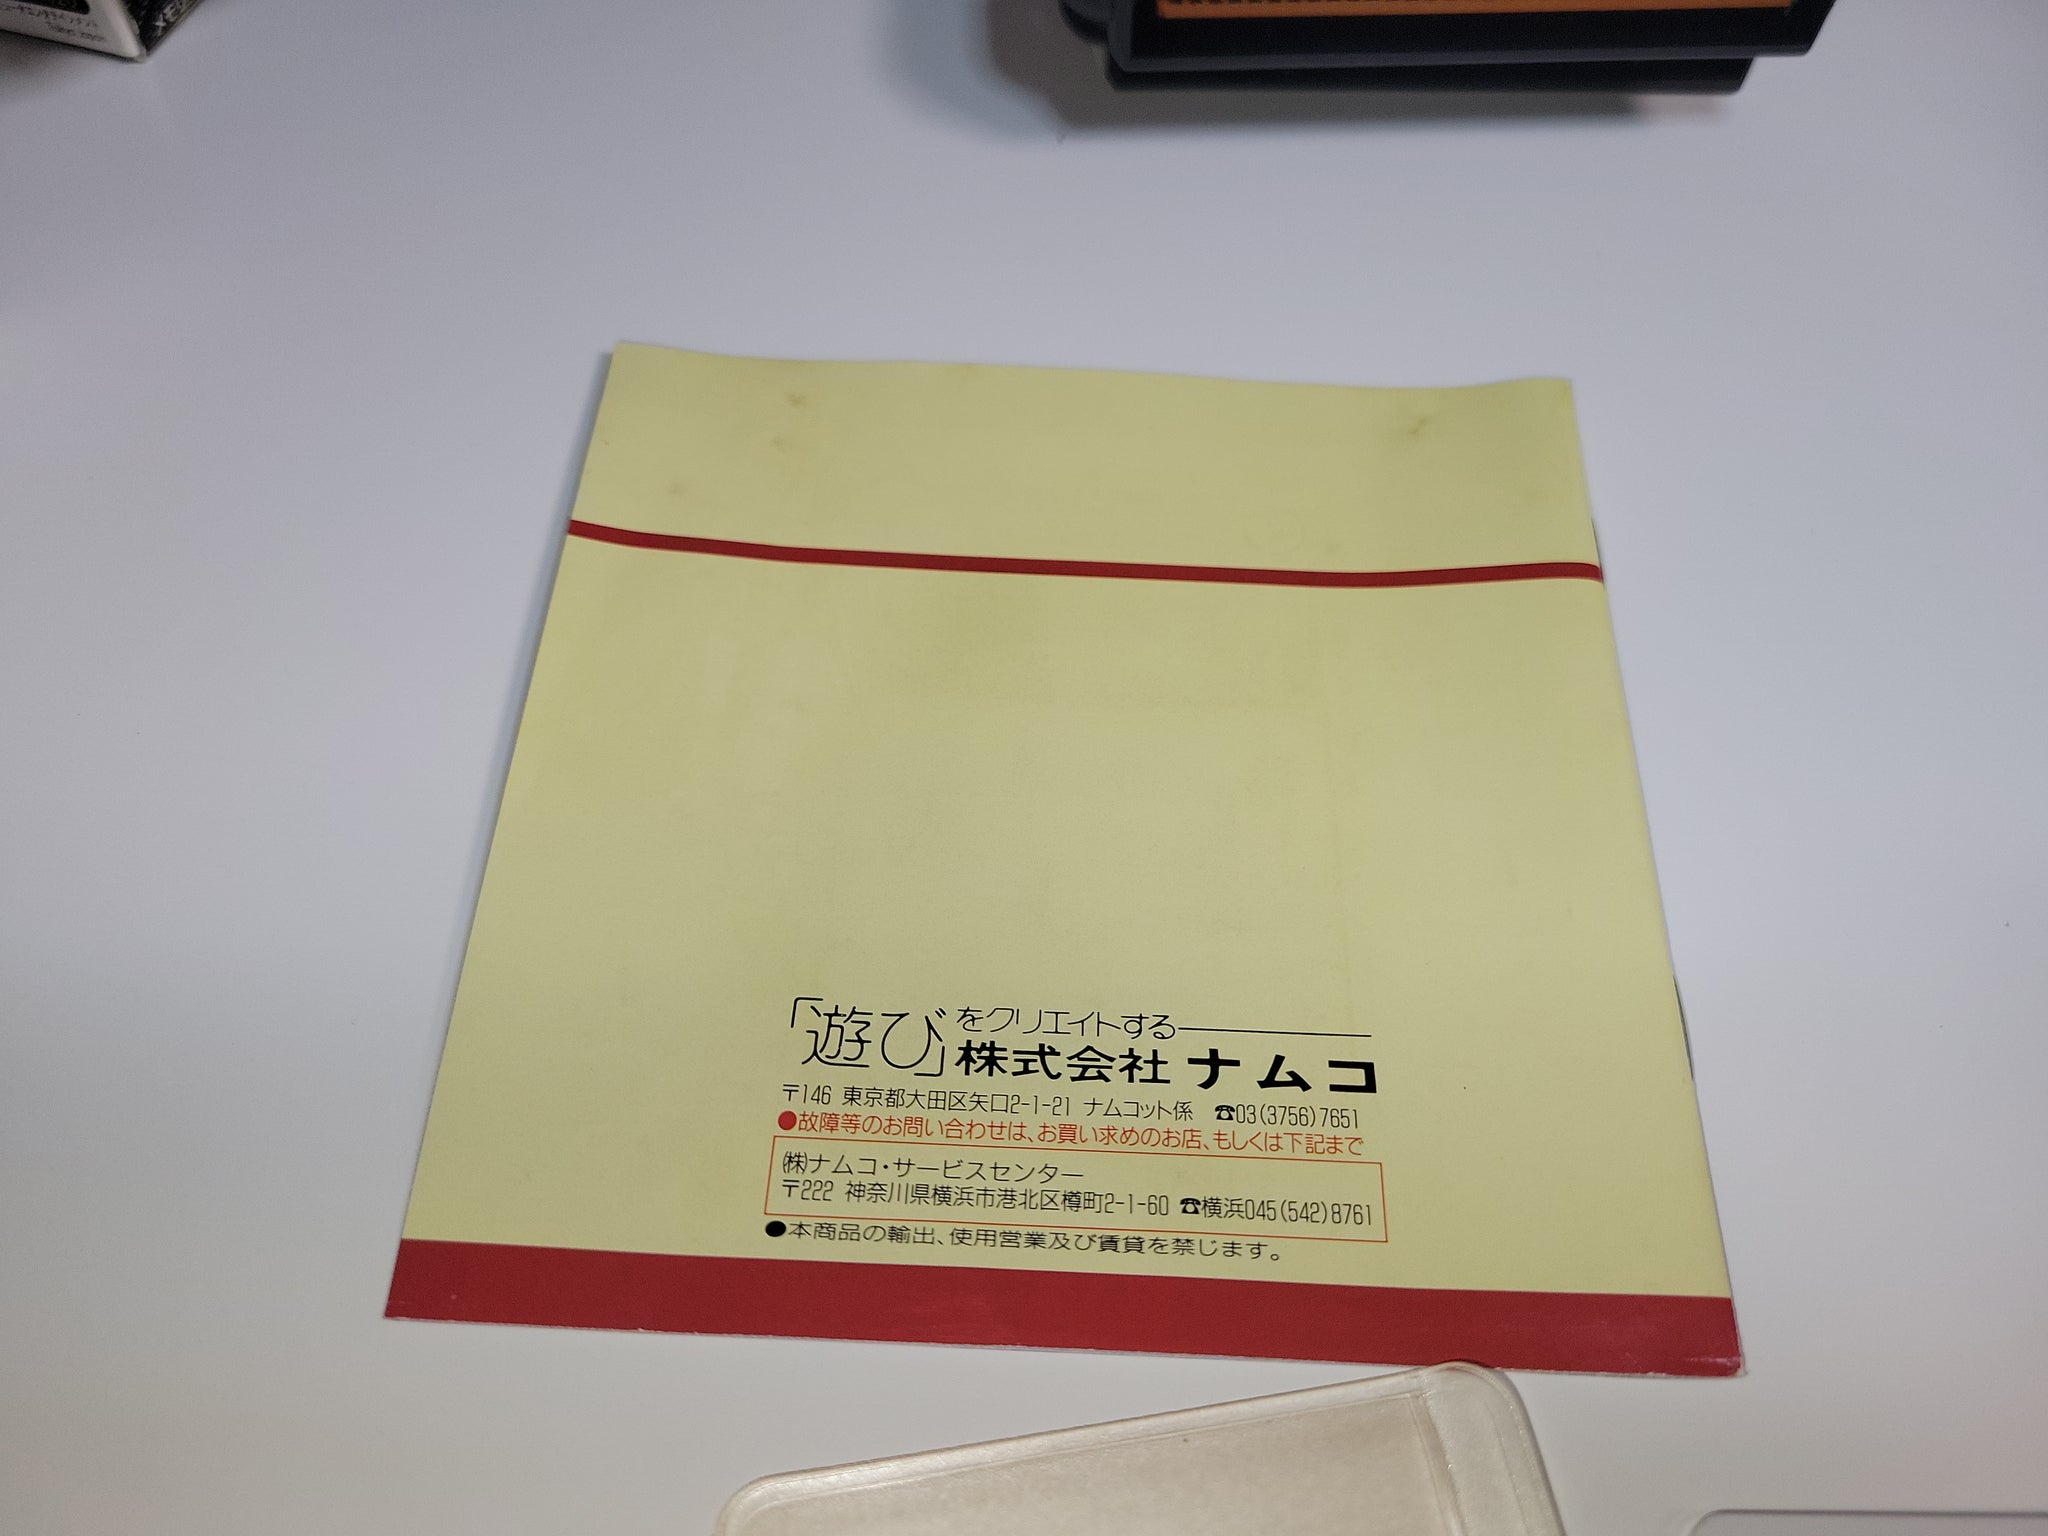 「遊び」をクリエイトする
株式会社 ナムコ
〒146 東京都大田区矢口2-1-21 ナムコット係 ☎03(3756)7651
●故障等のお問い合わせは、お買い求めのお店、もしくは下記まで
㈱ナムコ・サービスセンター
〒222 神奈川県横浜市港北区樽町2-1-60 ☎横浜045(542)8761
●本商品の輸出、使用営業及び賃貸を禁じます。